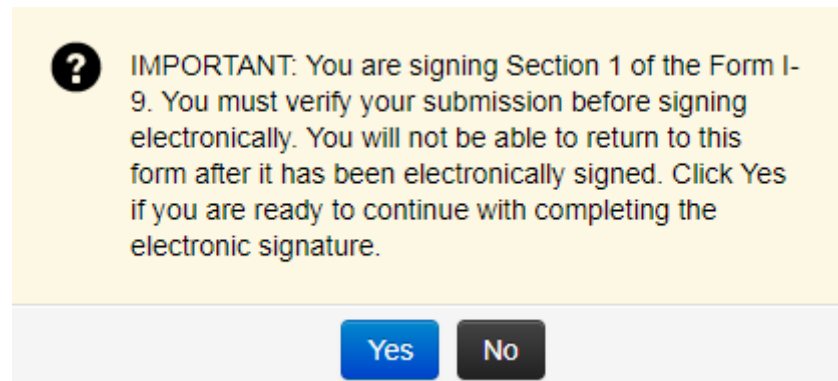 IMPORTANT: You are signing Section 1 of the Form I-
9. You must verify your submission before signing
electronically. You will not be able to return to this
form after it has been electronically signed. Click Yes
if you are ready to continue with completing the
electronic signature.
Yes No